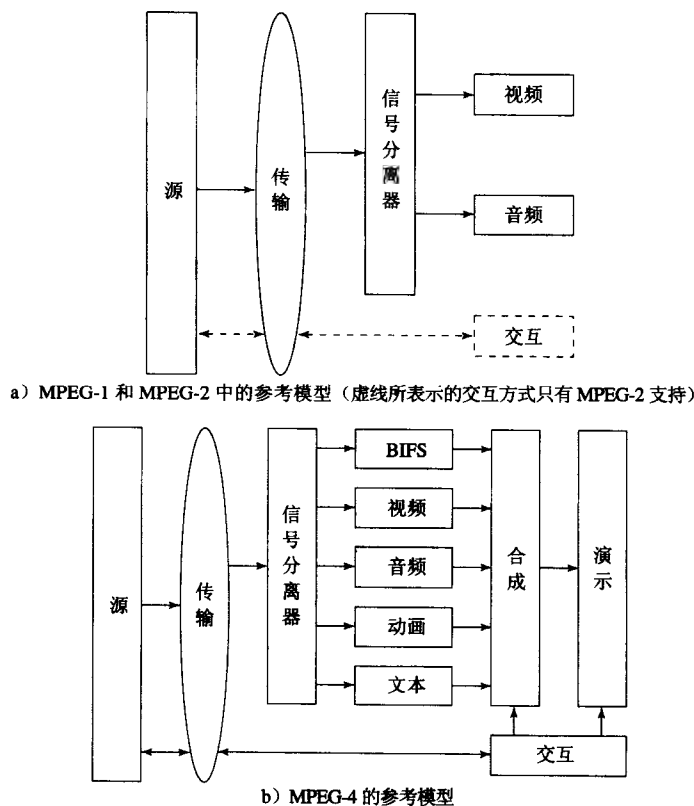 源
传输
信号分离器
视频
音频
交互
a）MPEG-1 和 MPEG-2 中的参考模型（虚线所表示的交互方式只有 MPEG-2 支持）
源
传输
信号分离器
BIFS
视频
音频
动画
文本
合成
演示
交互
b）MPEG-4 的参考模型